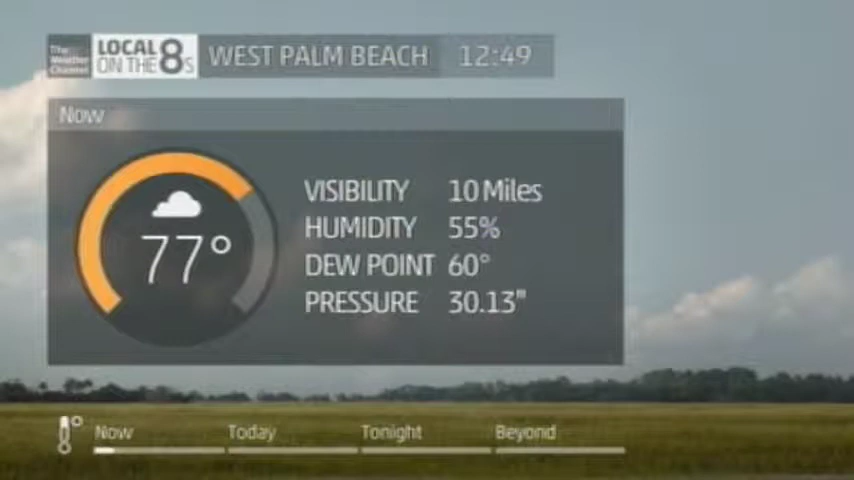 The
Weather
Channel
LOCAL
ON THE 8s
WEST PALM BEACH 12:49
Now
77°
VISIBILITY 10 Miles
HUMIDITY 55%
DEW POINT 60°
PRESSURE 30.13"
Now Today Tonight Beyond